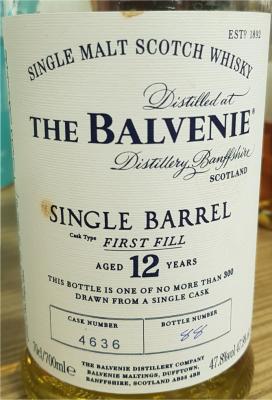 ESTD 1892
SINGLE MALT SCOTCH WHISKY
Distilled at
THE BALVENIE
Distillery, Banffshire
SCOTLAND
SINGLE BARREL
Cask Type FIRST FILL
AGED 12 YEARS
THIS BOTTLE IS ONE OF NO MORE THAN 300
DRAWN FROM A SINGLE CASK
CASK NUMBER BOTTLE NUMBER
4636
70cl/700ml e
47.8%vol
THE BALVENIE DISTILLERY COMPANY
BALVENIE MALTINGS, DUFFTOWN,
BANFFSHIRE, SCOTLAND AB55 4BB